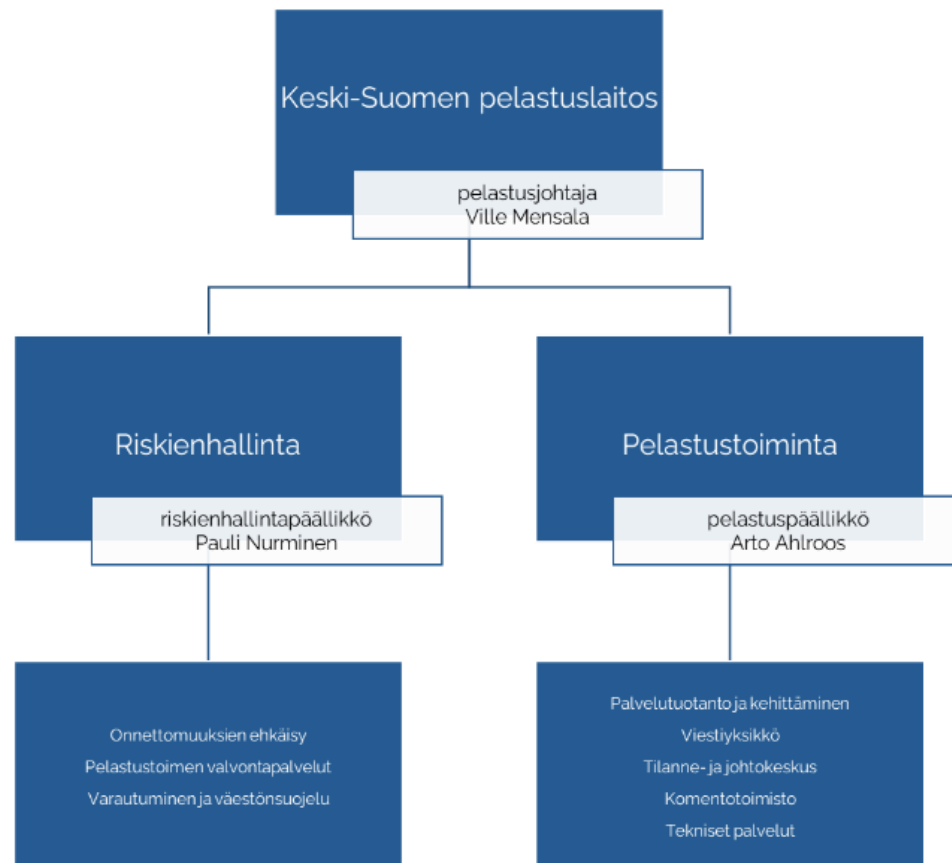 Keski-Suomen pelastuslaitos
pelastusjohtaja
Ville Mensala
Riskienhallinta
riskienhallintapäällikkö
Pauli Nurminen
Pelastustoiminta
pelastuspäällikkö
Arto Ahlroos
Onnettomuuksien ehkäisy
Pelastustoimen valvontapalvelut
Varautuminen ja väestönsuojelu
Palvelutuotanto ja kehittäminen
Viestiyksikkö
Tilanne- ja johtokeskus
Komentotoimisto
Tekniset palvelut